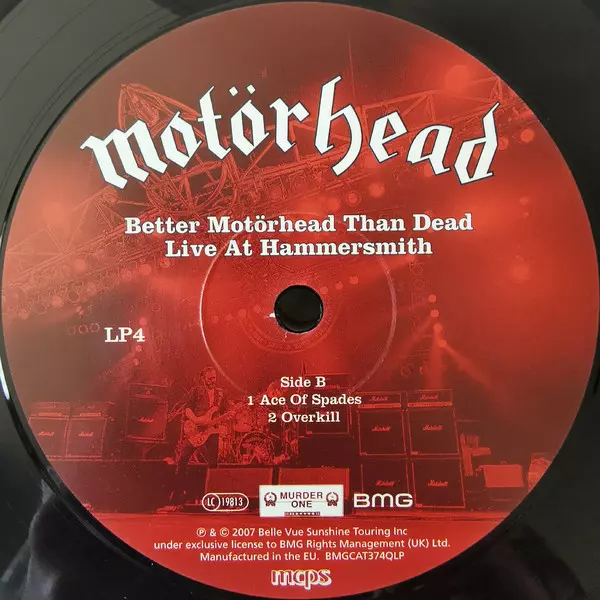 motörhead
Better Motörhead Than Dead
Live At Hammersmith
LP4
Side B
1 Ace Of Spades
2 Overkill
LC 19813
MURDER
ONE
BMG
℗ & © 2007 Belle Vue Sunshine Touring Inc
under exclusive license to BMG Rights Management (UK) Ltd.
Manufactured in the EU.  BMGCAT374QLP
mcps